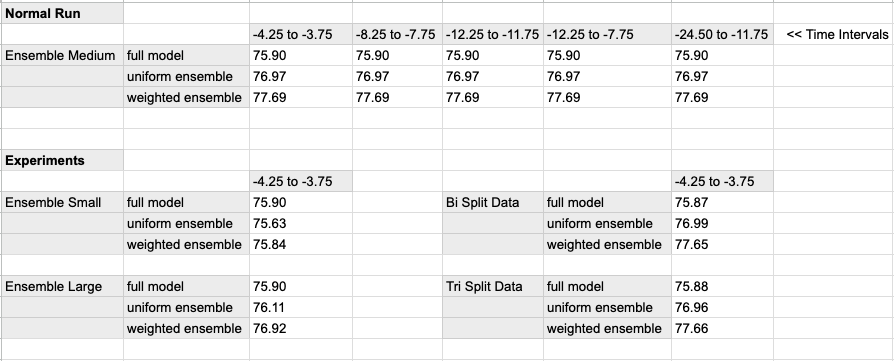 Normal Run
-4.25 to -3.75 -8.25 to -7.75 -12.25 to -11.75 -12.25 to -7.75 -24.50 to -11.75 << Time Intervals
Ensemble Medium full model 75.90 75.90 75.90 75.90 75.90
uniform ensemble 76.97 76.97 76.97 76.97 76.97
weighted ensemble 77.69 77.69 77.69 77.69 77.69
Experiments
-4.25 to -3.75 -4.25 to -3.75
Ensemble Small full model 75.90 Bi Split Data full model 75.87
uniform ensemble 75.63 uniform ensemble 76.99
weighted ensemble 75.84 weighted ensemble 77.65
Ensemble Large full model 75.90 Tri Split Data full model 75.88
uniform ensemble 76.11 uniform ensemble 76.96
weighted ensemble 76.92 weighted ensemble 77.66